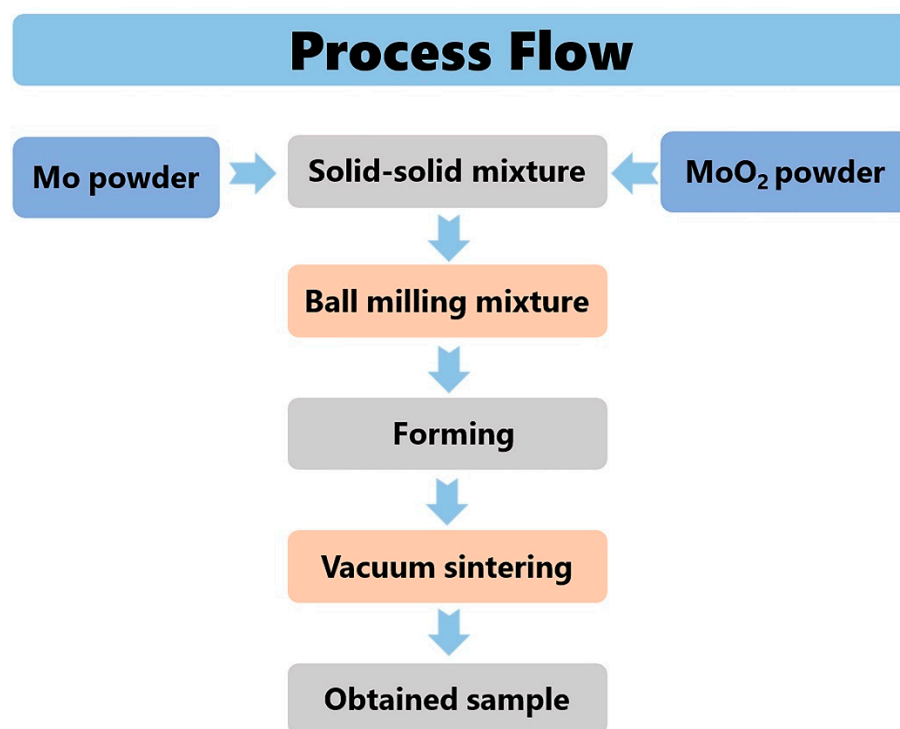 Process Flow
Mo powder
Solid-solid mixture
MoO₂ powder
Ball milling mixture
Forming
Vacuum sintering
Obtained sample